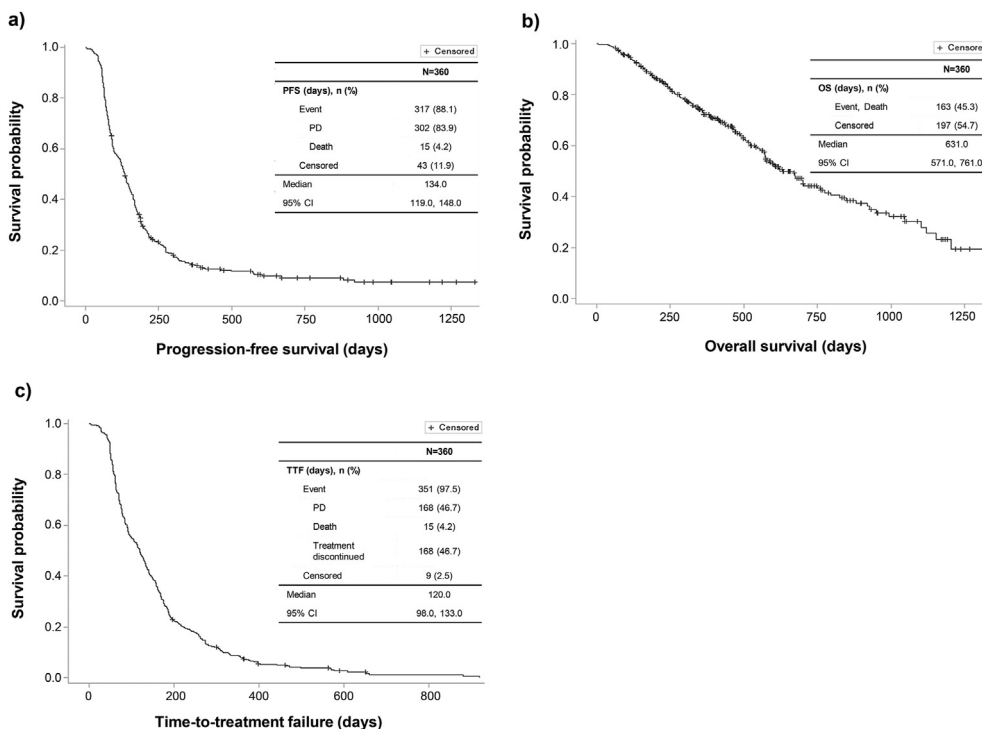 a)
+ Censored
N=360
PFS (days), n (%)
Event 317 (88.1)
PD 302 (83.9)
Death 15 (4.2)
Censored 43 (11.9)
Median 134.0
95% CI 119.0, 148.0
Survival probability
1.0
0.8
0.6
0.4
0.2
0.0
0 250 500 750 1000 1250
Progression-free survival (days)
b)
+ Censored
N=360
OS (days), n (%)
Event, Death 163 (45.3)
Censored 197 (54.7)
Median 631.0
95% CI 571.0, 761.0
Survival probability
1.0
0.8
0.6
0.4
0.2
0.0
0 250 500 750 1000 1250
Overall survival (days)
c)
+ Censored
N=360
TTF (days), n (%)
Event 351 (97.5)
PD 168 (46.7)
Death 15 (4.2)
Treatment
discontinued 168 (46.7)
Censored 9 (2.5)
Median 120.0
95% CI 98.0, 133.0
Survival probability
1.0
0.8
0.6
0.4
0.2
0.0
0 200 400 600 800
Time-to-treatment failure (days)